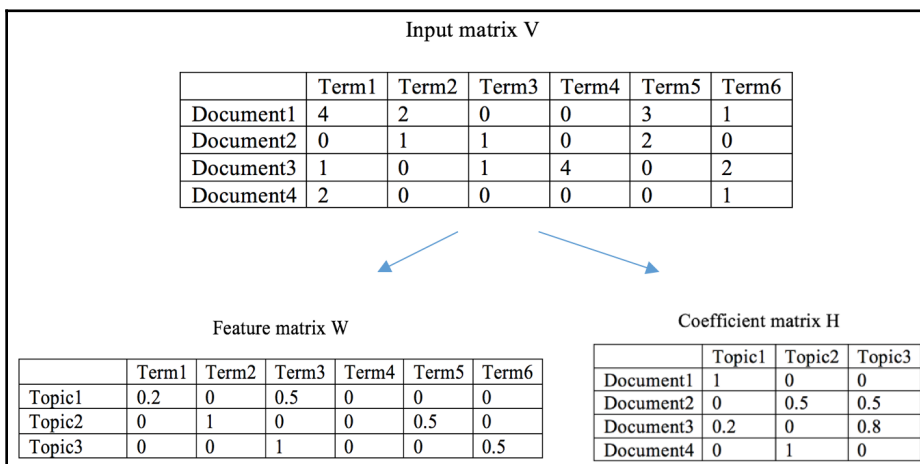 Input matrix V
Term1 Term2 Term3 Term4 Term5 Term6
Document1 4 2 0 0 3 1
Document2 0 1 1 0 2 0
Document3 1 0 1 4 0 2
Document4 2 0 0 0 0 1
Feature matrix W
Term1 Term2 Term3 Term4 Term5 Term6
Topic1 0.2 0 0.5 0 0 0
Topic2 0 1 0 0 0.5 0
Topic3 0 0 1 0 0 0.5
Coefficient matrix H
Topic1 Topic2 Topic3
Document1 1 0 0
Document2 0 0.5 0.5
Document3 0.2 0 0.8
Document4 0 1 0